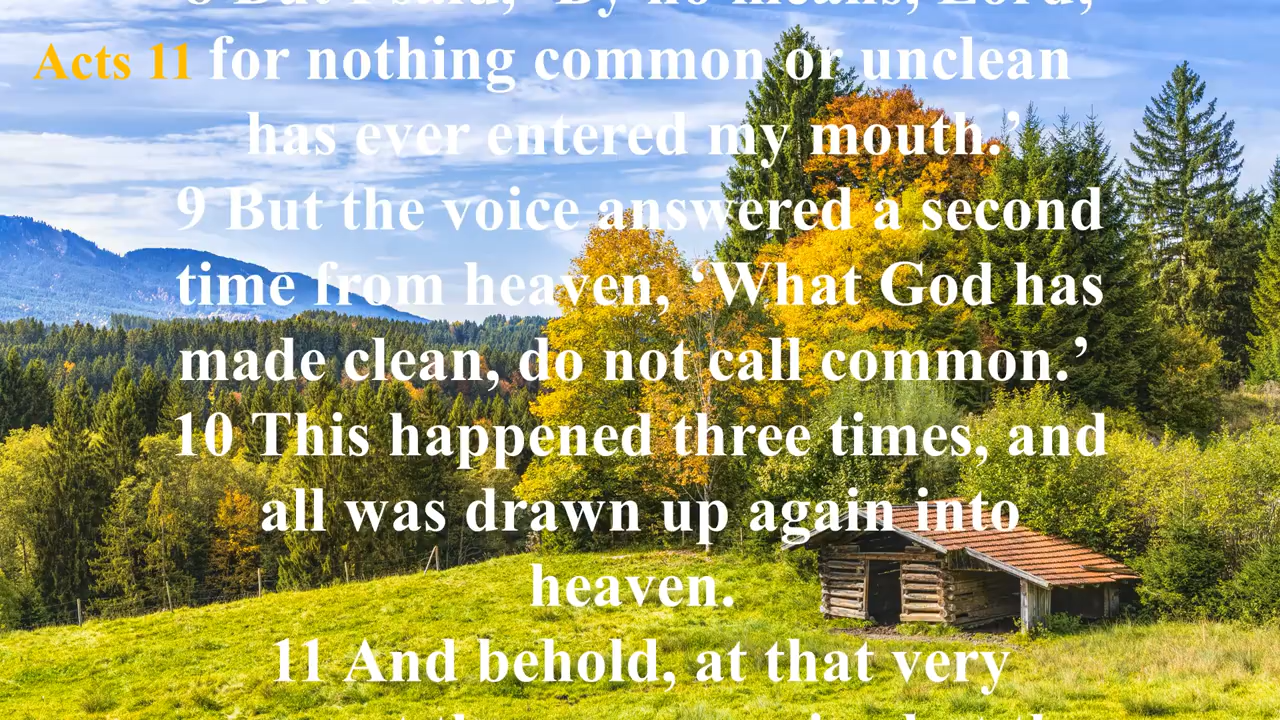 8 But I said, ‘By no means, Lord;
Acts 11
for nothing common or unclean
has ever entered my mouth.’
9 But the voice answered a second
time from heaven, ‘What God has
made clean, do not call common.’
10 This happened three times, and
all was drawn up again into
heaven.
11 And behold, at that very